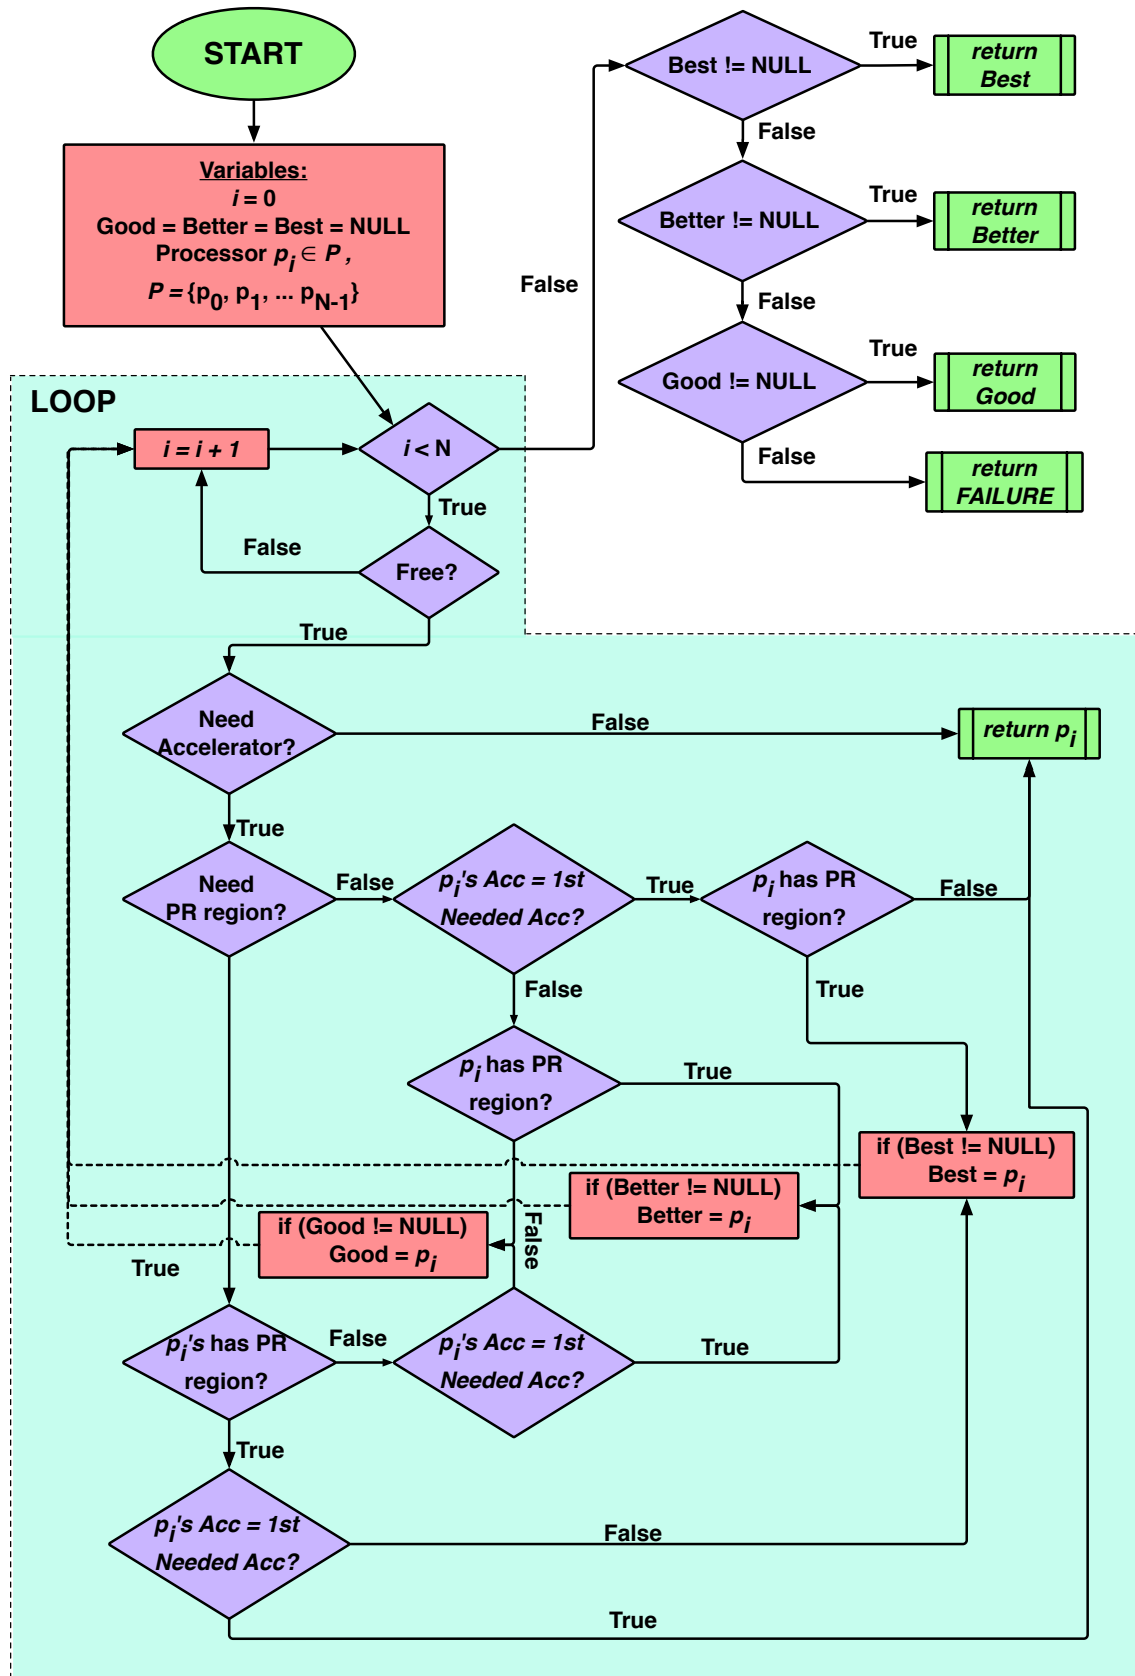 START
Variables:
i = 0
Good = Better = Best = NULL
Processor pi ∈ P ,
P = {p0, p1, ... pN-1}
Best != NULL
True
return
Best
False
Better != NULL
True
return
Better
False
False
Good != NULL
True
return
Good
False
return
FAILURE
LOOP
i = i + 1
i < N
True
False
Free?
True
Need
Accelerator?
False
return pi
True
Need
PR region?
False
pi's Acc = 1st
Needed Acc?
True
pi has PR
region?
False
False
True
pi has PR
region?
True
if (Best != NULL)
Best = pi
if (Better != NULL)
Better = pi
if (Good != NULL)
Good = pi
False
True
pi's has PR
region?
False
pi's Acc = 1st
Needed Acc?
True
True
pi's Acc = 1st
Needed Acc?
False
True